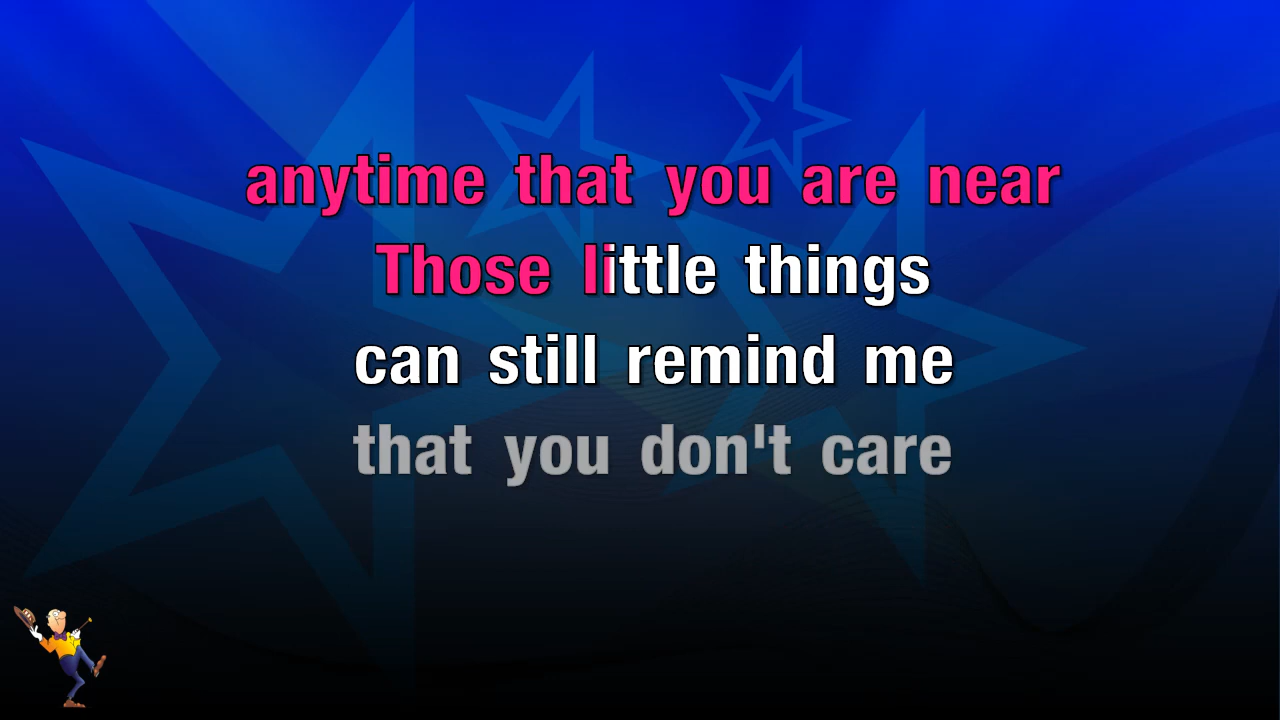 anytime that you are near
Those little things
can still remind me
that you don't care